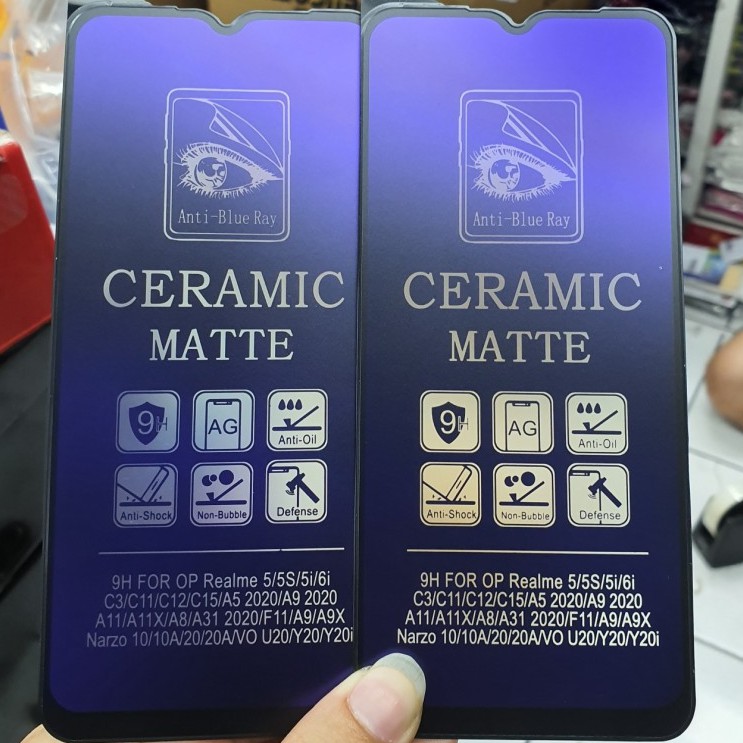 Anti-Blue Ray
CERAMIC
MATTE
9H
AG
Anti-Oil
Anti-Shock
Non-Bubble
Defense
9H FOR OP Realme 5/5S/5i/6i
C3/C11/C12/C15/A5 2020/A9 2020
A11/A11X/A8/A31 2020/F11/A9/A9X
Narzo 10/10A/20/20A/VO U20/Y20/Y20i
Anti-Blue Ray
CERAMIC
MATTE
9H
AG
Anti-Oil
Anti-Shock
Non-Bubble
Defense
9H FOR OP Realme 5/5S/5i/6i
C3/C11/C12/C15/A5 2020/A9 2020
A11/A11X/A8/A31 2020/F11/A9/A9X
Narzo 10/10A/20/20A/VO U20/Y20/Y20i